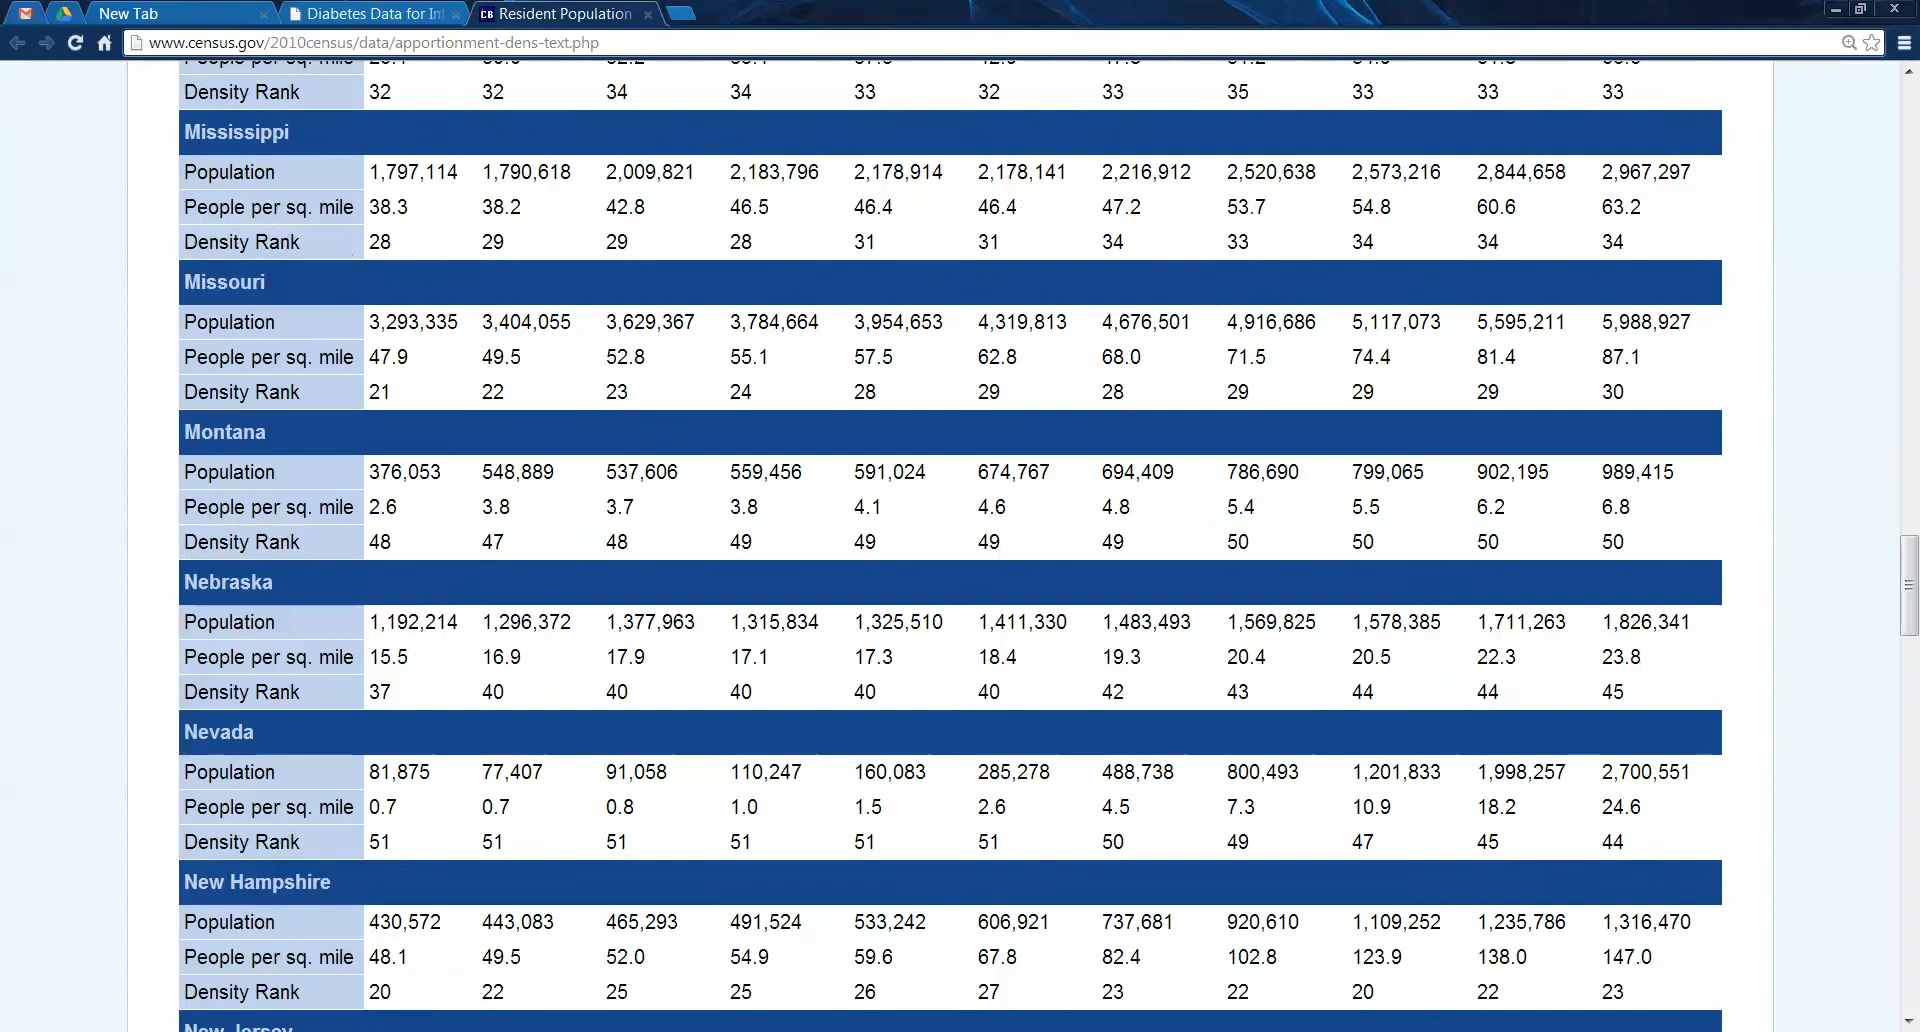 New Tab
Diabetes Data for Int
CB Resident Population
www.census.gov/2010census/data/apportionment-dens-text.php
People per sq. mile
Density Rank 32 32 34 34 33 32 33 35 33 33 33
Mississippi
Population 1,797,114 1,790,618 2,009,821 2,183,796 2,178,914 2,178,141 2,216,912 2,520,638 2,573,216 2,844,658 2,967,297
People per sq. mile 38.3 38.2 42.8 46.5 46.4 46.4 47.2 53.7 54.8 60.6 63.2
Density Rank 28 29 29 28 31 31 34 33 34 34 34
Missouri
Population 3,293,335 3,404,055 3,629,367 3,784,664 3,954,653 4,319,813 4,676,501 4,916,686 5,117,073 5,595,211 5,988,927
People per sq. mile 47.9 49.5 52.8 55.1 57.5 62.8 68.0 71.5 74.4 81.4 87.1
Density Rank 21 22 23 24 28 29 28 29 29 29 30
Montana
Population 376,053 548,889 537,606 559,456 591,024 674,767 694,409 786,690 799,065 902,195 989,415
People per sq. mile 2.6 3.8 3.7 3.8 4.1 4.6 4.8 5.4 5.5 6.2 6.8
Density Rank 48 47 48 49 49 49 49 50 50 50 50
Nebraska
Population 1,192,214 1,296,372 1,377,963 1,315,834 1,325,510 1,411,330 1,483,493 1,569,825 1,578,385 1,711,263 1,826,341
People per sq. mile 15.5 16.9 17.9 17.1 17.3 18.4 19.3 20.4 20.5 22.3 23.8
Density Rank 37 40 40 40 40 40 42 43 44 44 45
Nevada
Population 81,875 77,407 91,058 110,247 160,083 285,278 488,738 800,493 1,201,833 1,998,257 2,700,551
People per sq. mile 0.7 0.7 0.8 1.0 1.5 2.6 4.5 7.3 10.9 18.2 24.6
Density Rank 51 51 51 51 51 51 50 49 47 45 44
New Hampshire
Population 430,572 443,083 465,293 491,524 533,242 606,921 737,681 920,610 1,109,252 1,235,786 1,316,470
People per sq. mile 48.1 49.5 52.0 54.9 59.6 67.8 82.4 102.8 123.9 138.0 147.0
Density Rank 20 22 25 25 26 27 23 22 20 22 23
New Jersey